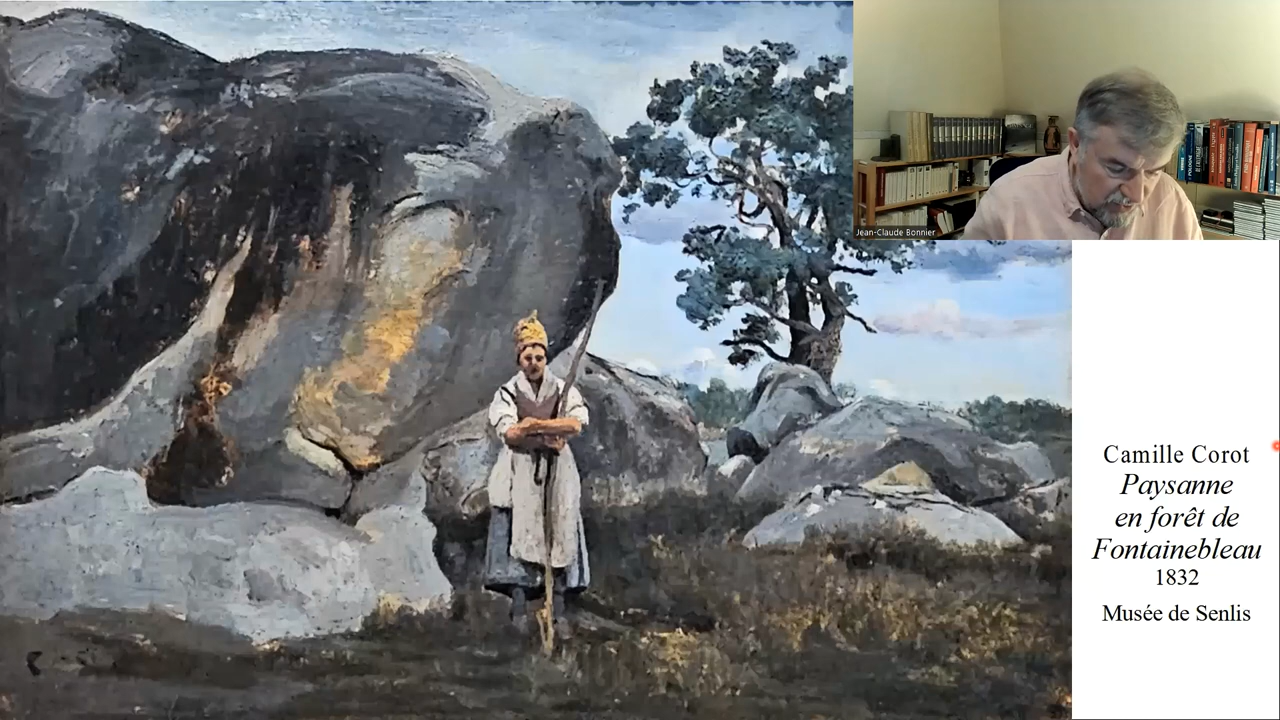 Jean-Claude Bonnier
Camille Corot
Paysanne
en forêt de
Fontainebleau
1832
Musée de Senlis